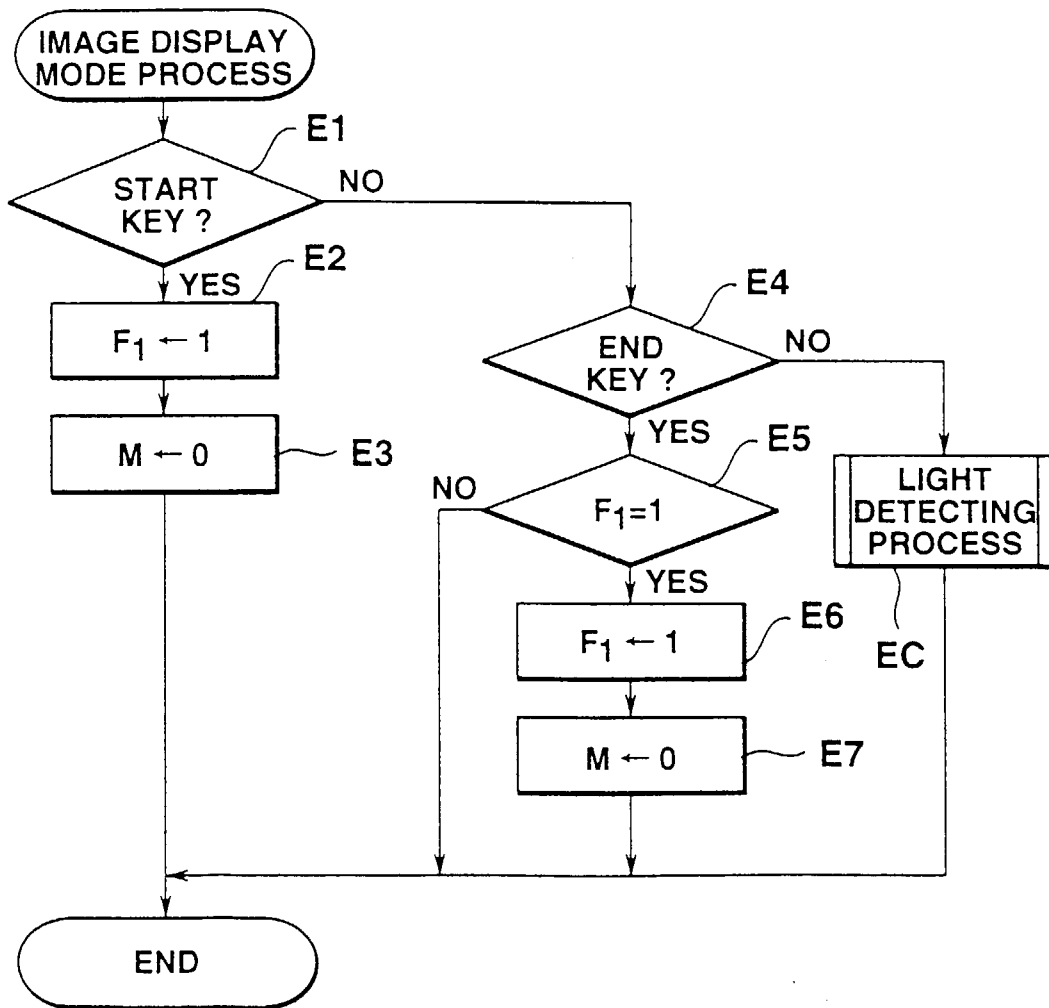 IMAGE DISPLAY
MODE PROCESS
E1
START
KEY ?
NO
YES
E2
F₁ ← 1
M ← 0
E3
E4
END
KEY ?
NO
YES
E5
F₁=1
NO
YES
LIGHT
DETECTING
PROCESS
EC
F₁ ← 1
E6
M ← 0
E7
END